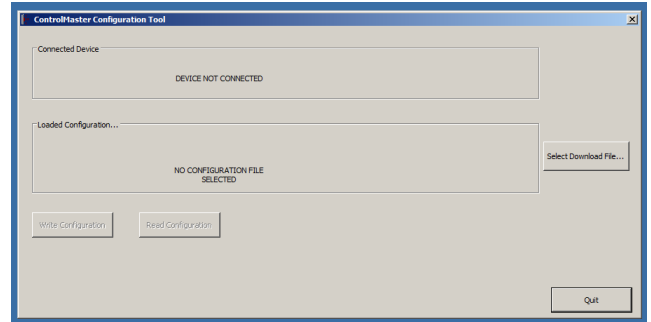 ControlMaster Configuration Tool
Connected Device
DEVICE NOT CONNECTED
Loaded Configuration...
NO CONFIGURATION FILE
SELECTED
Select Download File...
Write Configuration
Read Configuration
Quit